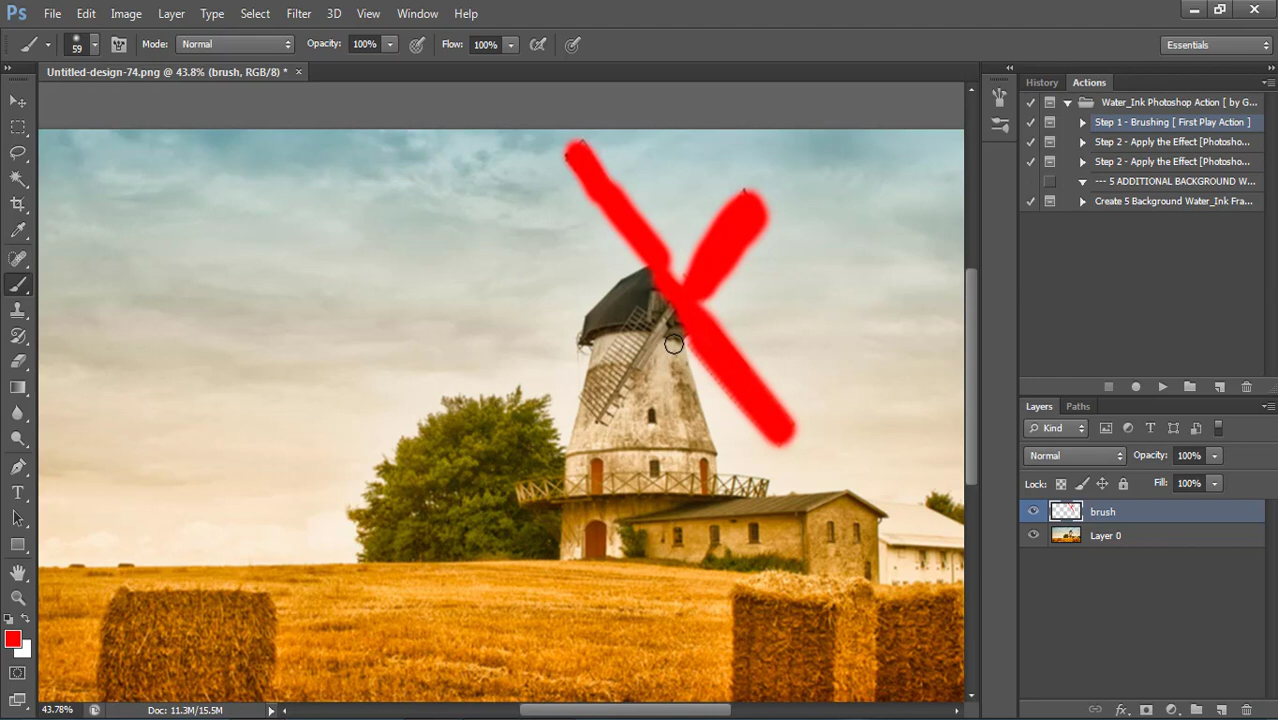 Ps File Edit Image Layer Type Select Filter 3D View Window Help
59 Mode: Normal Opacity: 100% Flow: 100% Essentials
Untitled-design-74.png @ 43.8% (brush, RGB/8) *
History Actions
Water_Ink Photoshop Action [ by G...
Step 1 - Brushing [ First Play Action ]
Step 2 - Apply the Effect [Photosho...
Step 2 - Apply the Effect [Photosho...
--- 5 ADDITIONAL BACKGROUND W...
Create 5 Background Water_Ink Fra...
Layers Paths
Kind
Normal Opacity: 100%
Lock: Fill: 100%
brush
Layer 0
43.78% Doc: 11.3M/15.5M